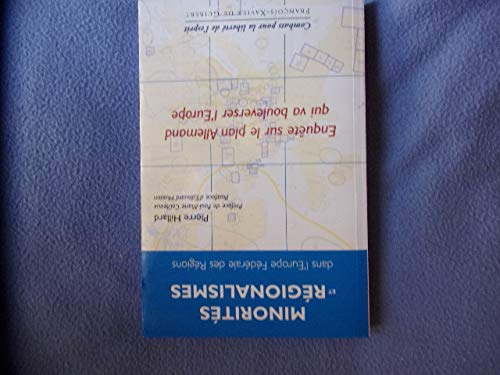 MINORITÉS
ET RÉGIONALISMES
dans l'Europe Fédérale des Régions
Pierre Hillard
Préface de Paul-Marie Coûteaux
Postface d'Edouard Husson
Enquête sur le plan Allemand
qui va bouleverser l'Europe
Combats pour la liberté de l'esprit
FRANÇOIS-XAVIER DE GUIBERT